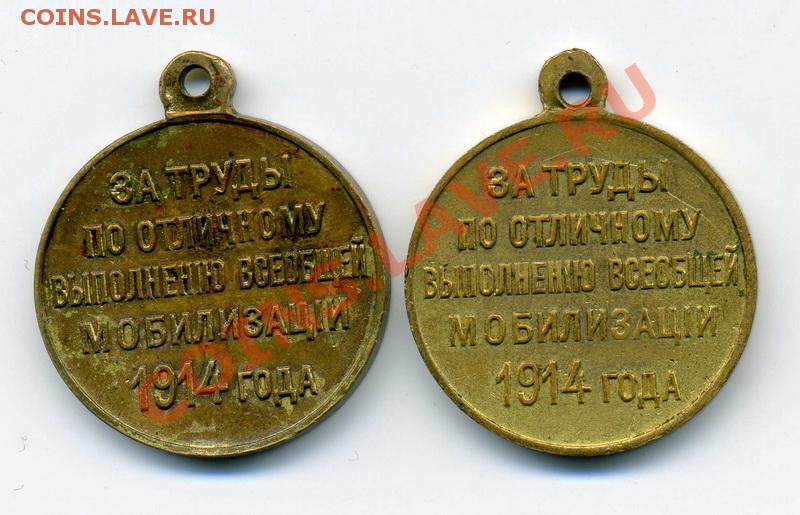 COINS.LAVE.RU
ЗА ТРУДЫ
ПО ОТЛИЧНОМУ
ВЫПОЛНЕНІЮ ВСЕОБЩЕЙ
МОБИЛИЗАЦІИ
1914 ГОДА
ЗА ТРУДЫ
ПО ОТЛИЧНОМУ
ВЫПОЛНЕНІЮ ВСЕОБЩЕЙ
МОБИЛИЗАЦІИ
1914 ГОДА
COINS.LAVE.RU